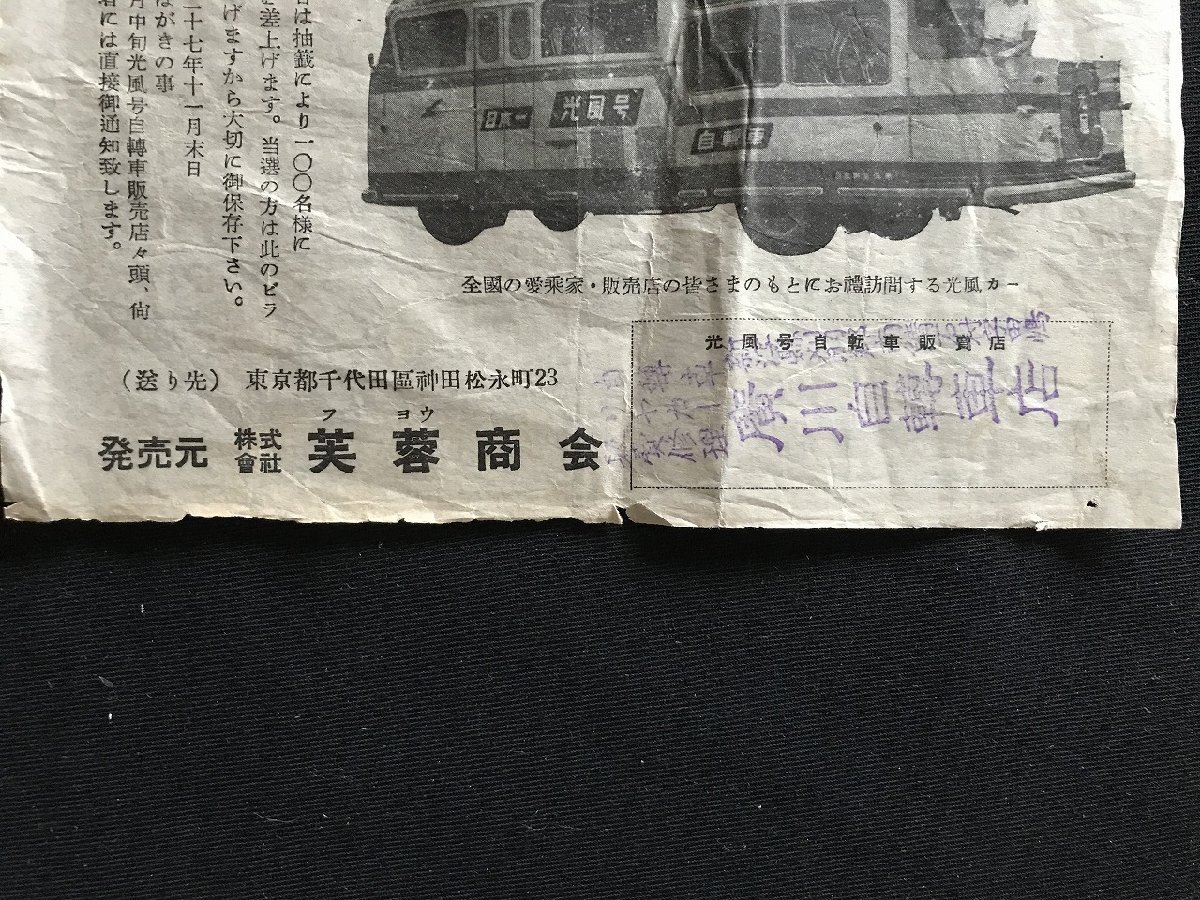 は抽籤により一〇〇名様に
差上げます。当選の方は此のビラ
げますから大切に御保存下さい。
二十七年十一月末日
はがきの事
月中旬光風号自轉車販売店々頭、尙
には直接御通知致します。
日本一
光風号
自轉車
全國の愛乘家・販売店の皆さまのもとにお禮訪問する光風カー
光風号自転車販賣店
廣川自轉車店
（送り先） 東京都千代田區神田松永町23
フヨウ
発売元 株式會社 芙蓉商会